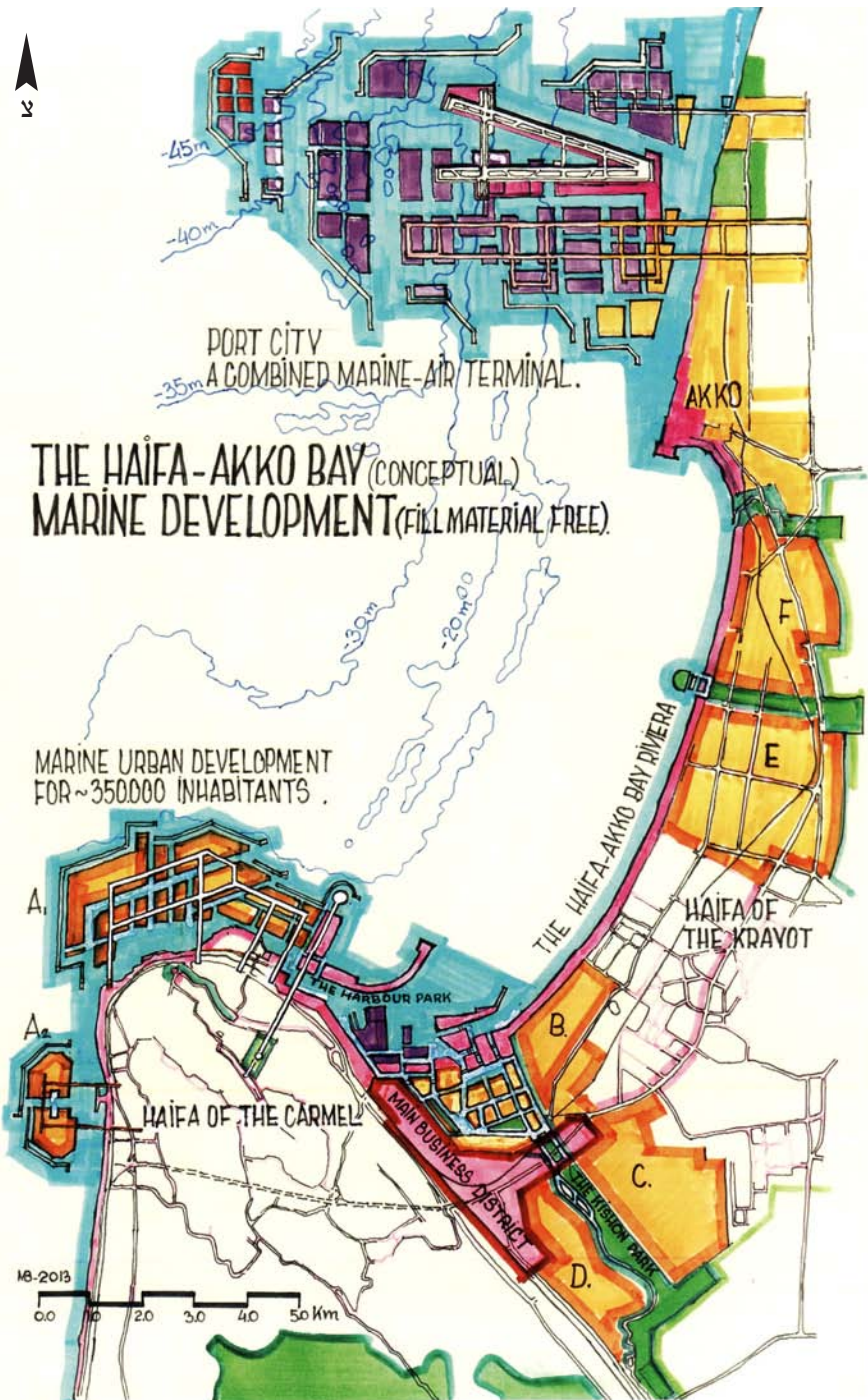 צ
-45m
-40m
PORT CITY
A COMBINED MARINE-AIR TERMINAL.
-35m
AKKO
THE HAIFA-AKKO BAY (CONCEPTUAL)
MARINE DEVELOPMENT (FILL MATERIAL FREE).
-30m
-20m00
F
E
MARINE URBAN DEVELOPMENT
FOR ~350.000 INHABITANTS.
THE HAIFA-AKKO BAY RIVIERA
A1
HAIFA OF
THE KRAYOT
THE HARBOUR PARK
B.
A2
HAIFA OF THE CARMEL
MAIN BUSINESS DISTRICT
C.
THE KISHON PARK
D.
MB-2013
0.0 1.0 2.0 3.0 4.0 5.0 Km